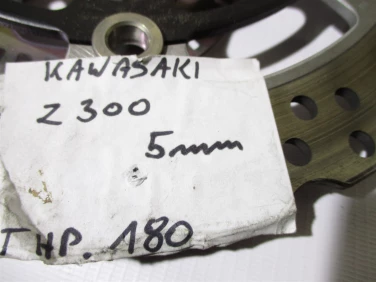 KAWASAKI
Z 300
5mm
THP. 180